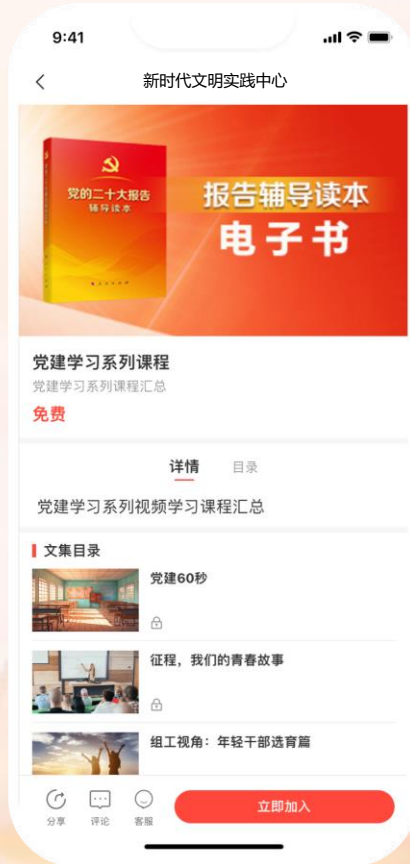 9:41
新时代文明实践中心
党的二十大报告
辅导读本
报告辅导读本
电子书
党建学习系列课程
党建学习系列课程汇总
免费
详情
目录
党建学习系列视频学习课程汇总
文集目录
党建60秒
征程，我们的青春故事
组工视角：年轻干部选育篇
分享
评论
客服
立即加入